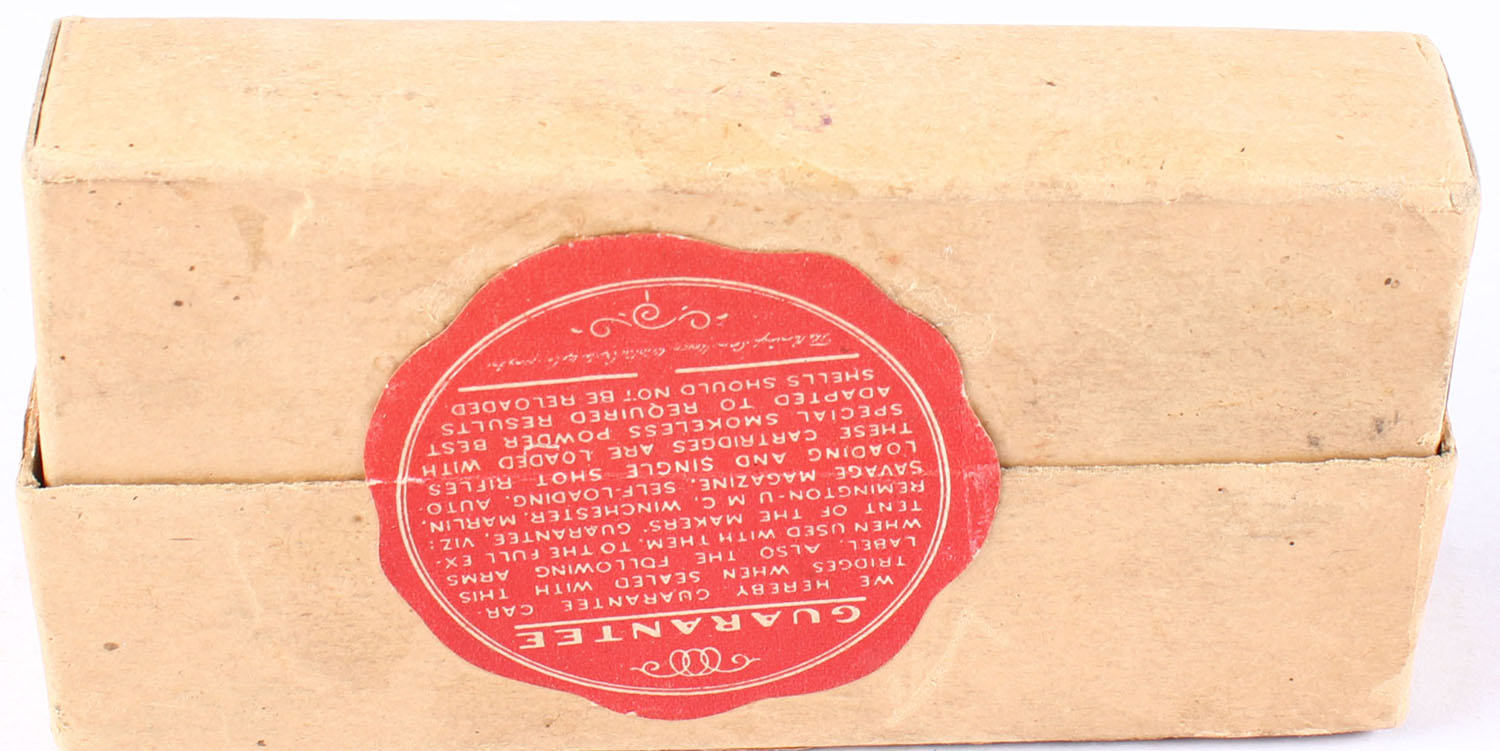 GUARANTEE
WE HEREBY GUARANTEE CAR-
TRIDGES WHEN SEALED WITH THIS
LABEL, ALSO THE FOLLOWING ARMS
WHEN USED WITH THEM, TO THE FULL EX-
TENT OF THE MAKERS' GUARANTEE, VIZ:
REMINGTON-U M C, WINCHESTER, MARLIN,
SAVAGE MAGAZINE, SELF-LOADING, AUTO-
LOADING AND SINGLE SHOT RIFLES
THESE CARTRIDGES ARE LOADED WITH
SPECIAL SMOKELESS POWDER BEST
ADAPTED TO REQUIRED RESULTS
SHELLS SHOULD NOT BE RELOADED.